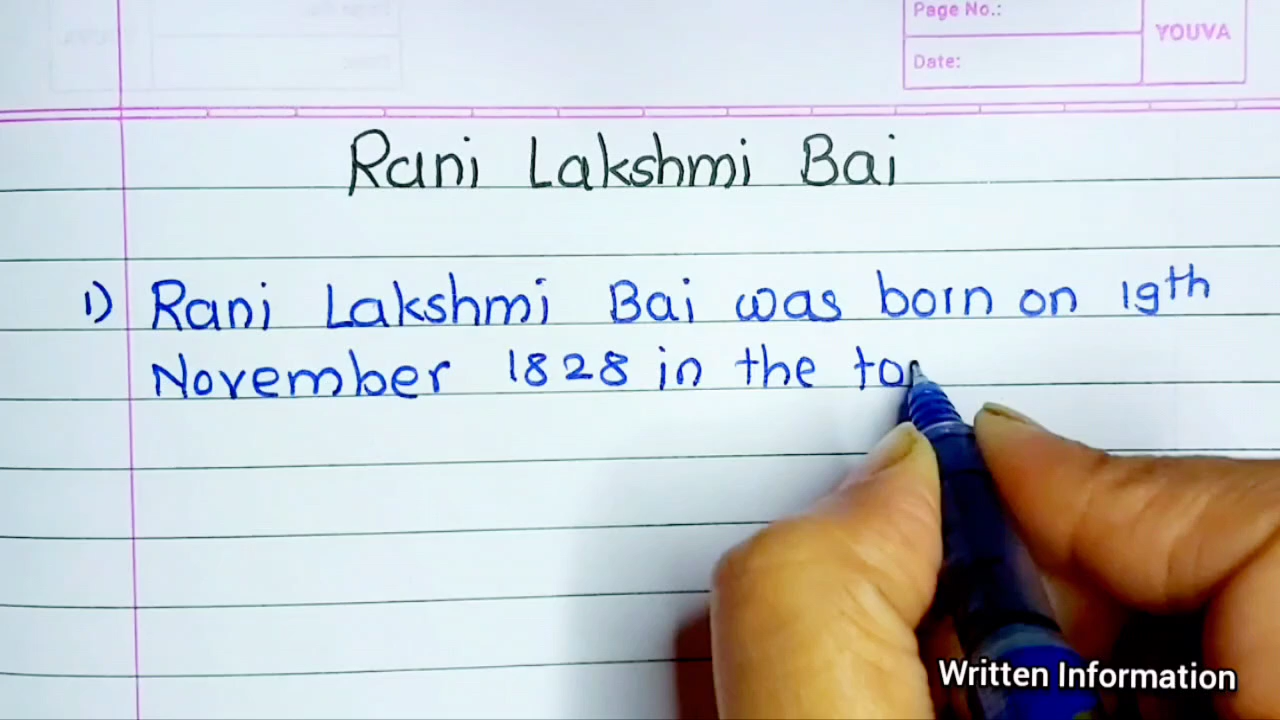 Page No.:
YOUVA
Date:
Rani Lakshmi Bai
1) Rani Lakshmi Bai was born on 19th
November 1828 in the
Written Information